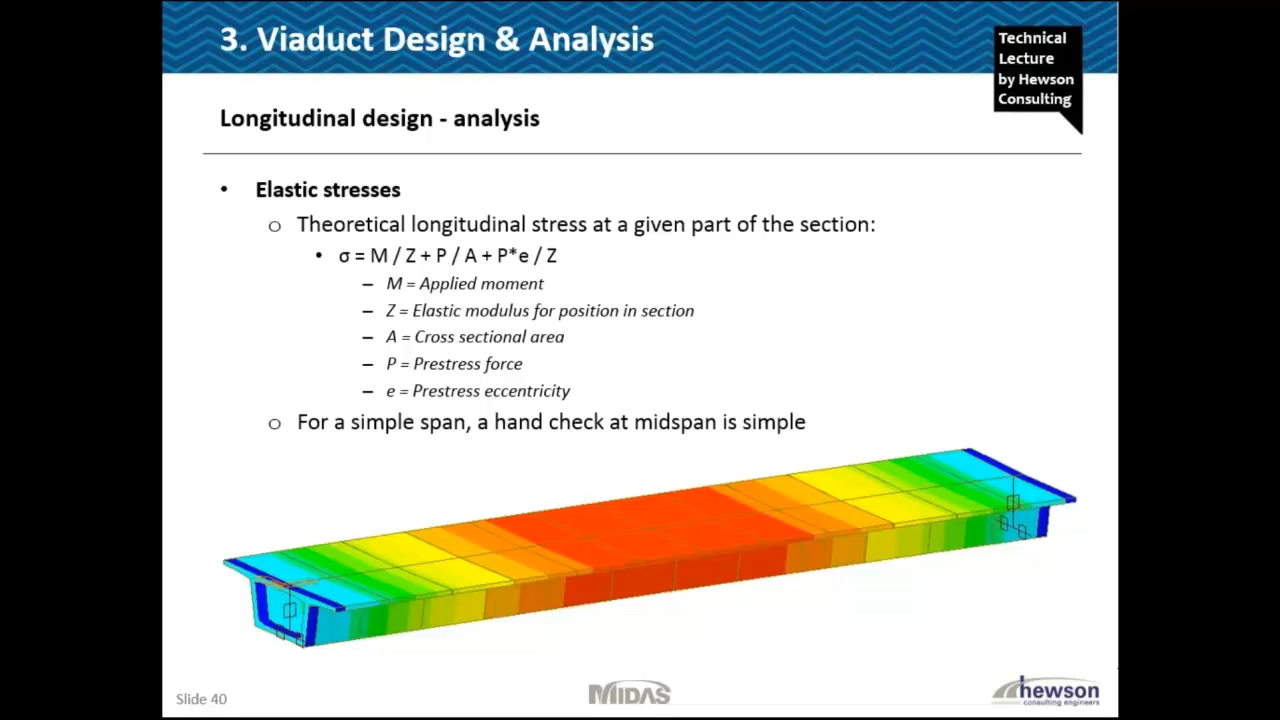 3. Viaduct Design & Analysis
Technical
Lecture
by Hewson
Consulting
Longitudinal design - analysis
• Elastic stresses
o Theoretical longitudinal stress at a given part of the section:
• σ = M / Z + P / A + P*e / Z
– M = Applied moment
– Z = Elastic modulus for position in section
– A = Cross sectional area
– P = Prestress force
– e = Prestress eccentricity
o For a simple span, a hand check at midspan is simple
Slide 40
MIDAS
hewson
consulting engineers